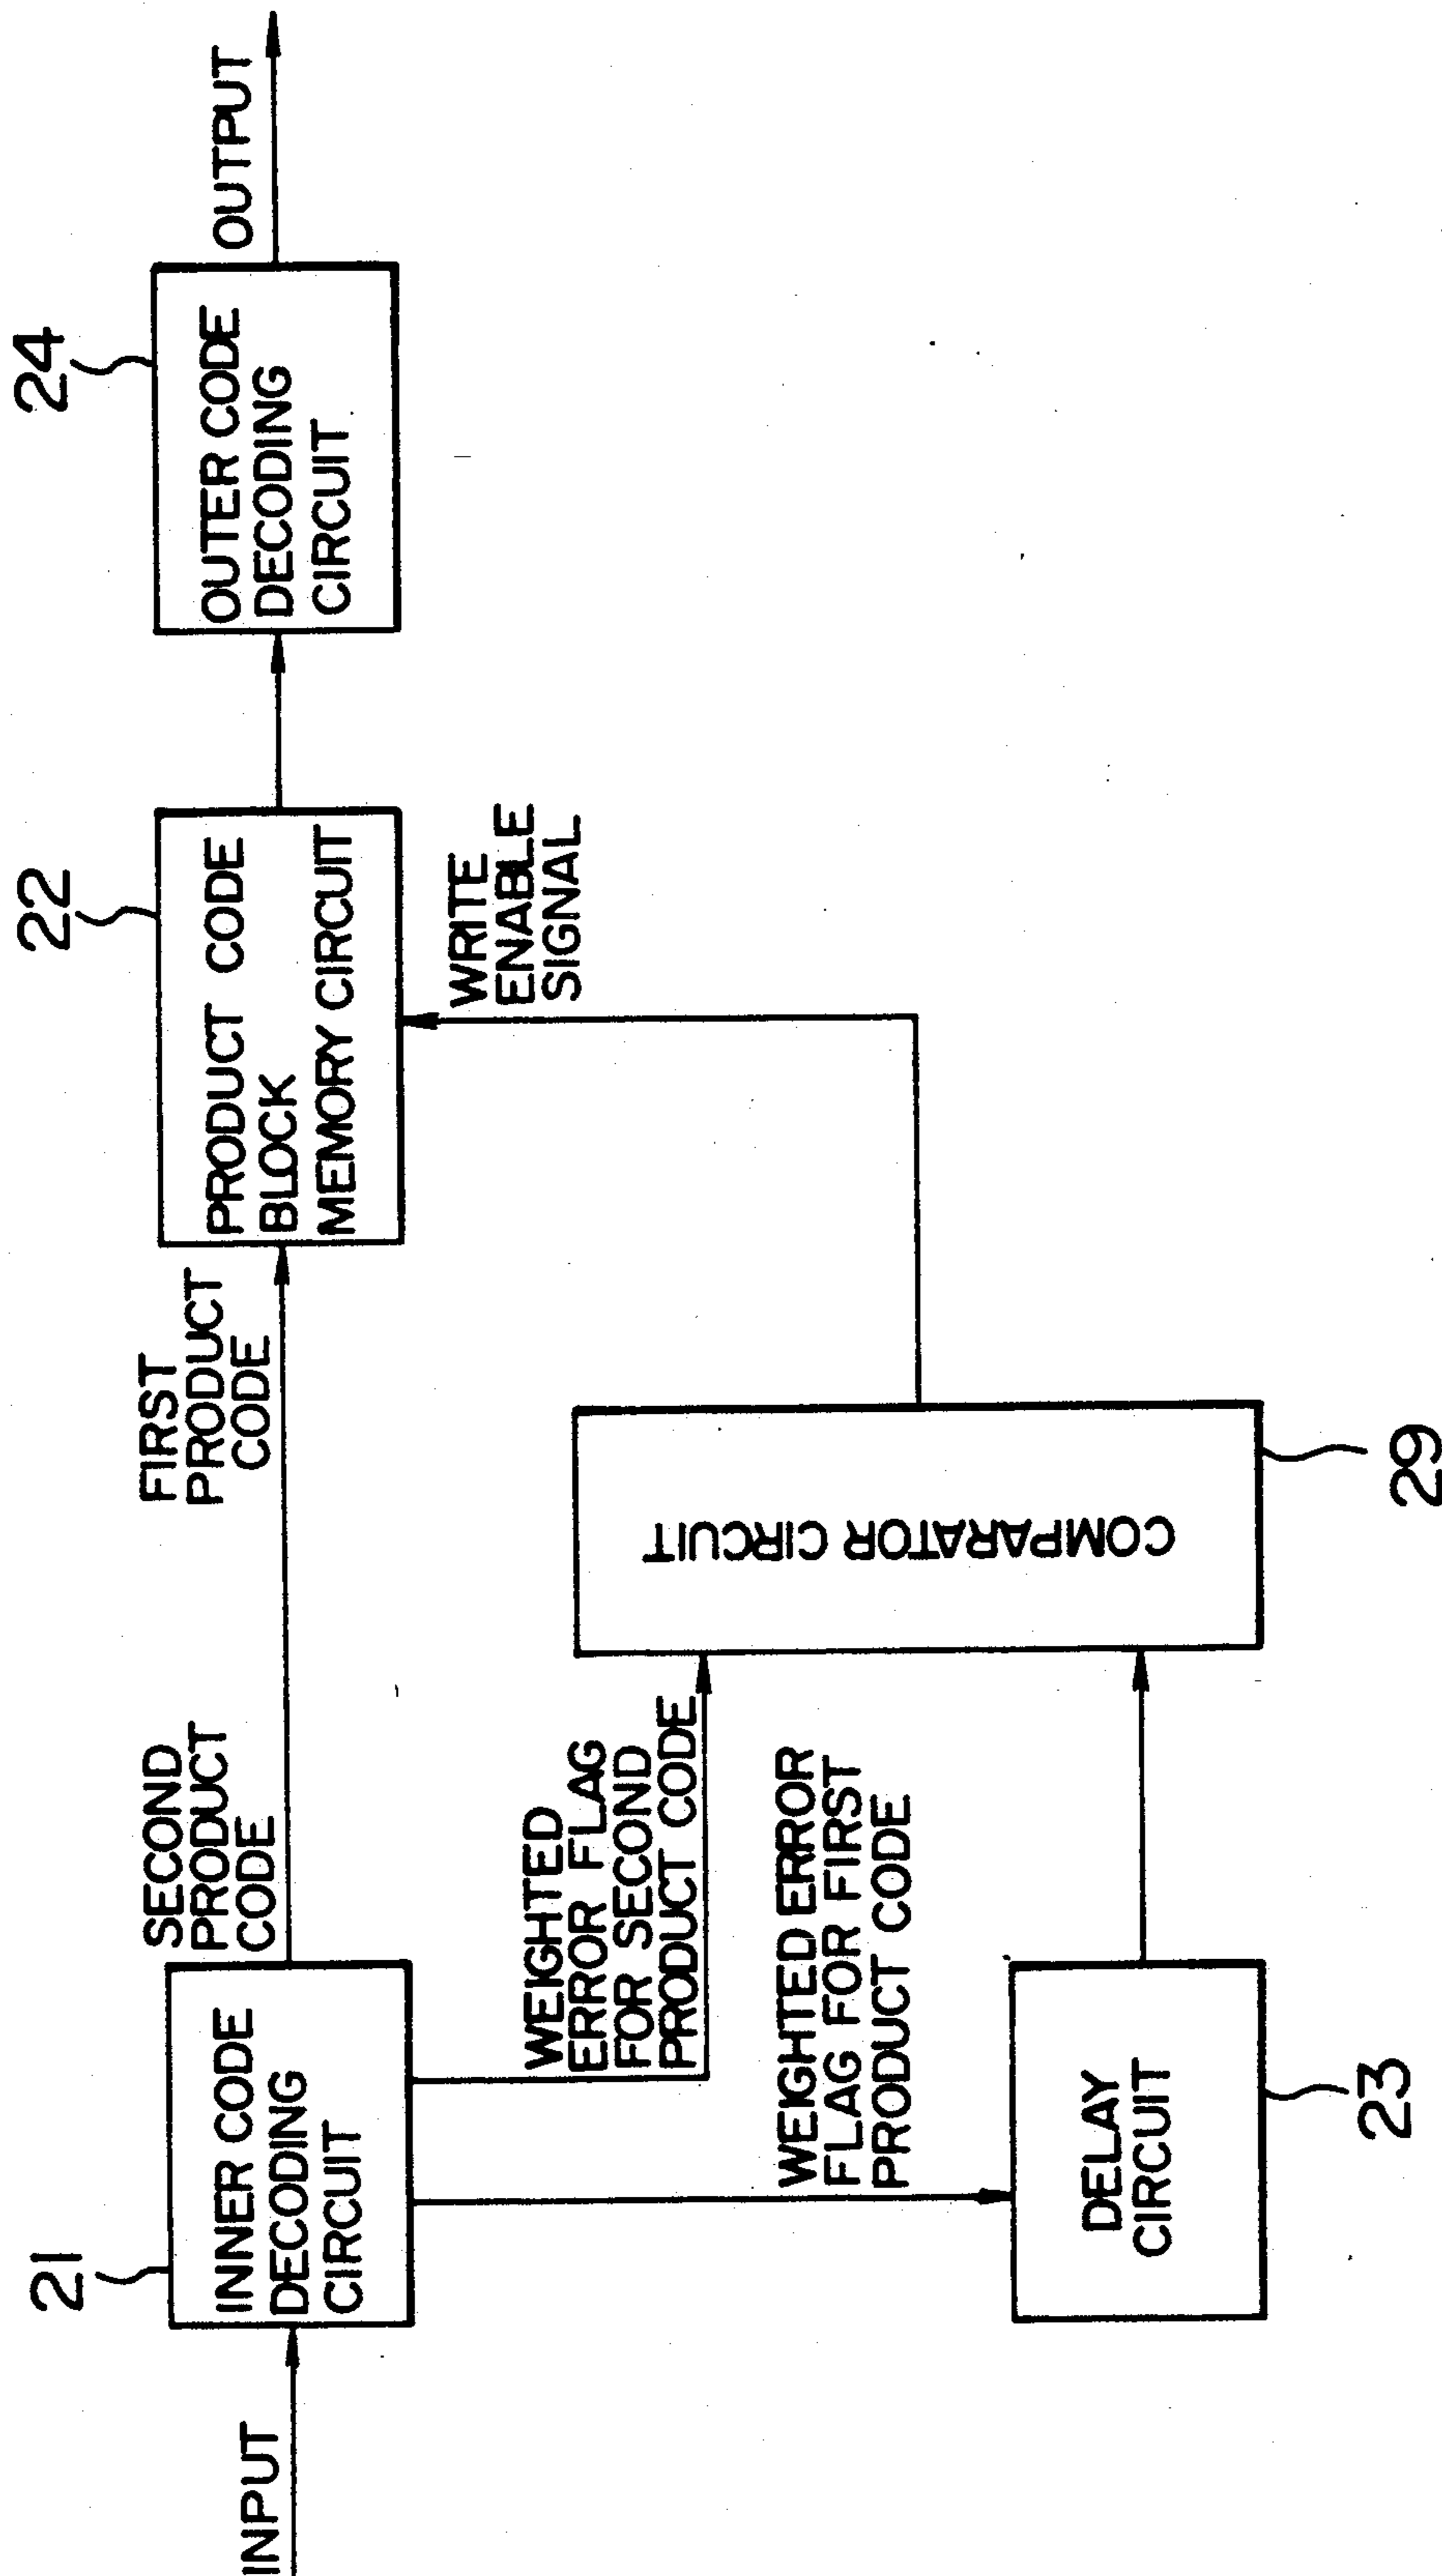 INPUT
21
INNER CODE
DECODING
CIRCUIT
SECOND
PRODUCT
CODE
FIRST
PRODUCT
CODE
22
PRODUCT CODE
BLOCK
MEMORY CIRCUIT
24
OUTER CODE
DECODING
CIRCUIT
OUTPUT
WEIGHTED
ERROR FLAG
FOR SECOND
PRODUCT CODE
WEIGHTED ERROR
FLAG FOR FIRST
PRODUCT CODE
DELAY
CIRCUIT
23
COMPARATOR CIRCUIT
29
WRITE
ENABLE
SIGNAL